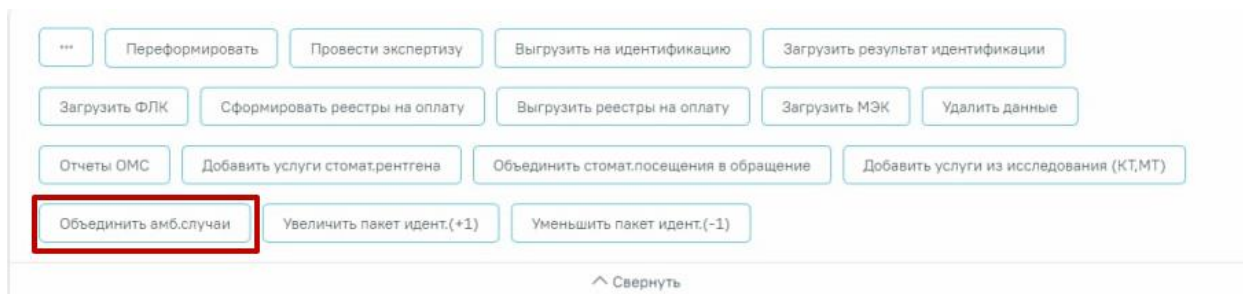 ... Переформировать Провести экспертизу Выгрузить на идентификацию Загрузить результат идентификации
Загрузить ФЛК Сформировать реестры на оплату Выгрузить реестры на оплату Загрузить МЭК Удалить данные
Отчеты ОМС Добавить услуги стомат.рентгена Объединить стомат.посещения в обращение Добавить услуги из исследования (КТ,МТ)
Объединить амб.случаи Увеличить пакет идент.(+1) Уменьшить пакет идент.(-1)
Свернуть